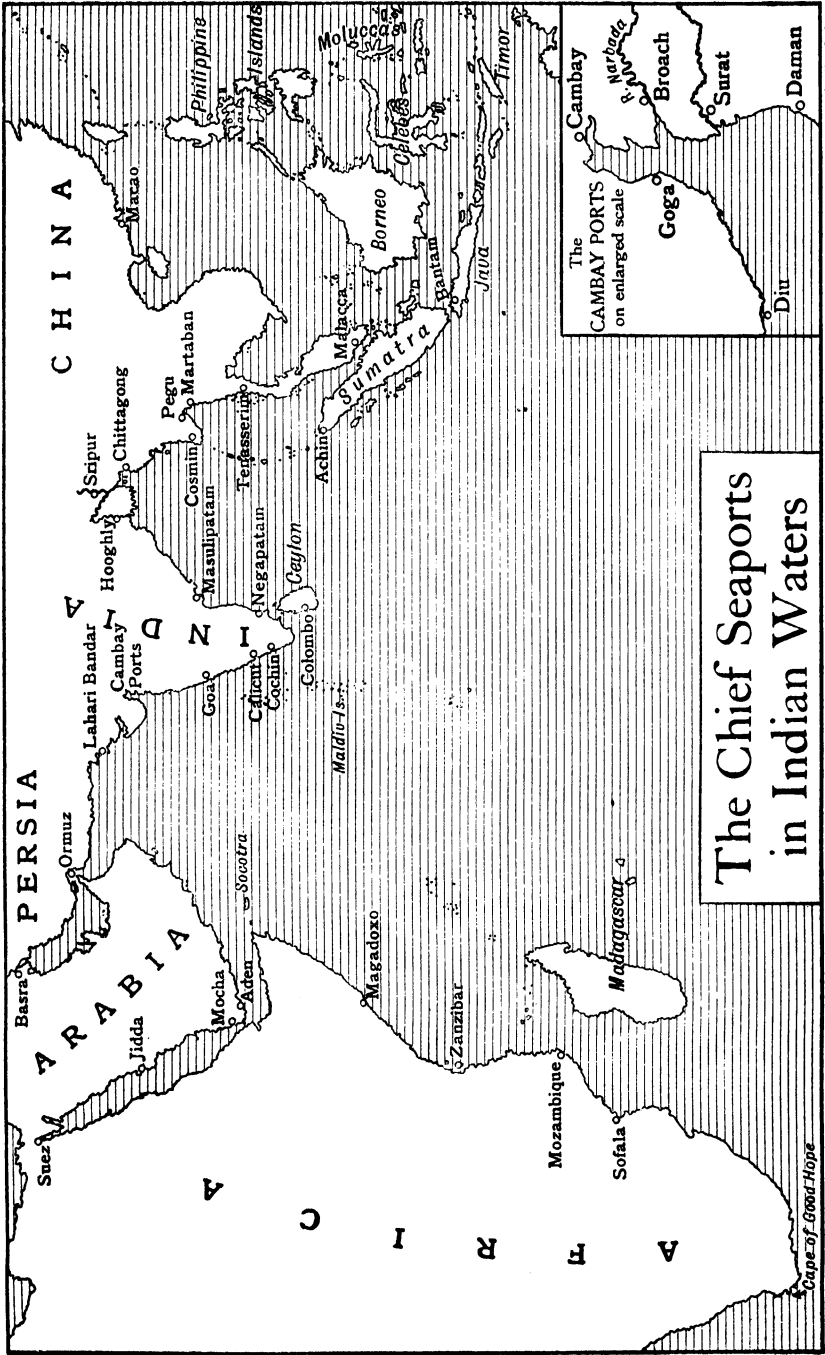 The Chief Seaports
in Indian Waters
AFRICA
ARABIA
PERSIA
INDIA
CHINA
Suez
Jidda
Mocha
Aden
Basra
Ormuz
Socotra
Magadoxo
Zanzibar
Mozambique
Sofala
Cape of Good Hope
Madagascar
Lahari Bandar
Cambay
Ports
Goa
Calicut
Cochin
Colombo
Maldiv Is.
Ceylon
Negapatam
Masulipatam
Hooghly
Sripur
Chittagong
Cosmin
Pegu
Martaban
Tenasserim
Achin
Malacca
Sumatra
Bantam
Java
Borneo
Celebes
Macao
Philippine
Islands
Moluccas
Timor
The
CAMBAY PORTS
on enlarged scale
Cambay
R. Narbada
Broach
Surat
Daman
Goga
Diu